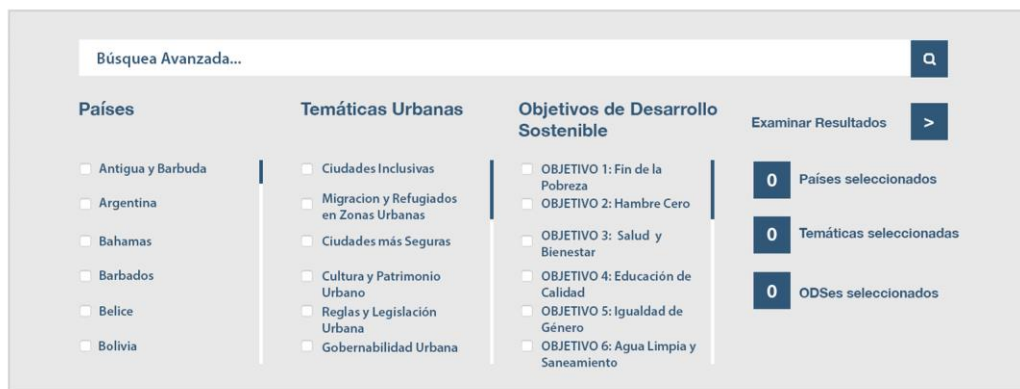 Búsquea Avanzada...
Países
Antigua y Barbuda
Argentina
Bahamas
Barbados
Belice
Bolivia
Temáticas Urbanas
Ciudades Inclusivas
Migracion y Refugiados
en Zonas Urbanas
Ciudades más Seguras
Cultura y Patrimonio
Urbano
Reglas y Legislación
Urbana
Gobernabilidad Urbana
Objetivos de Desarrollo
Sostenible
OBJETIVO 1: Fin de la
Pobreza
OBJETIVO 2: Hambre Cero
OBJETIVO 3: Salud y
Bienestar
OBJETIVO 4: Educación de
Calidad
OBJETIVO 5: Igualdad de
Género
OBJETIVO 6: Agua Limpia y
Saneamiento
Examinar Resultados >
0 Países seleccionados
0 Temáticas seleccionadas
0 ODSes seleccionados